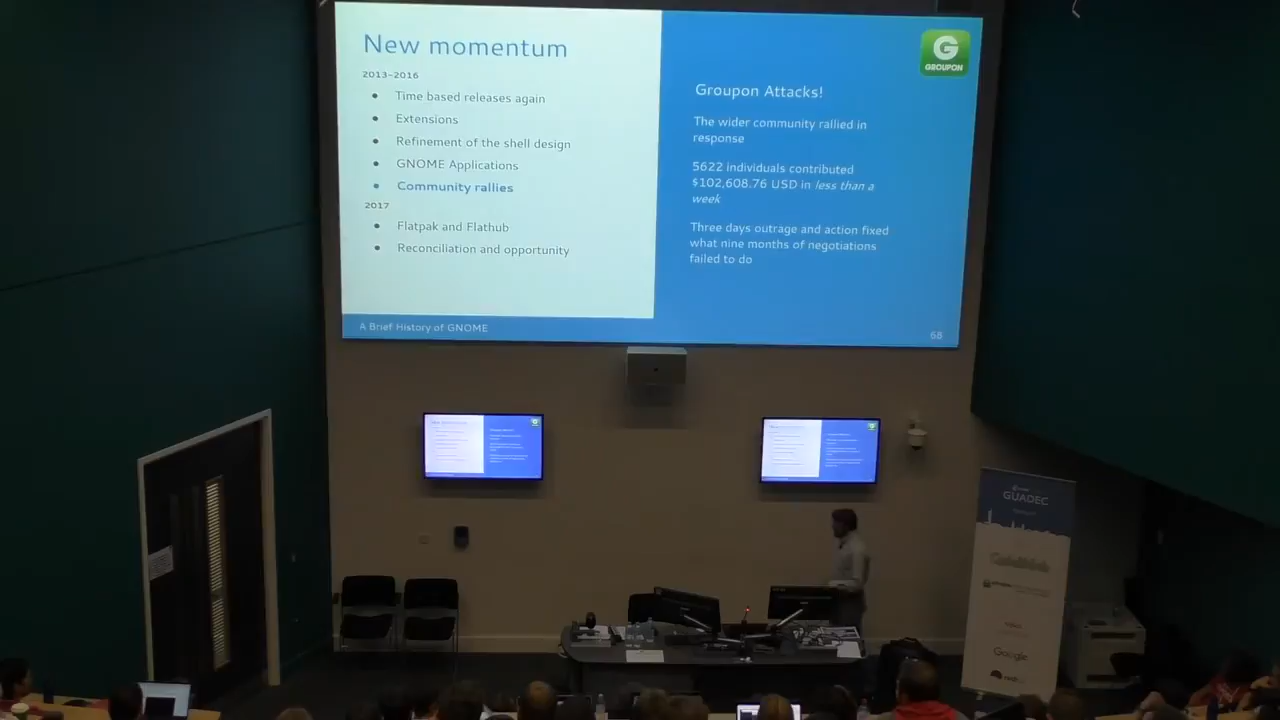 New momentum
2013-2016
Time based releases again
Extensions
Refinement of the shell design
GNOME Applications
Community rallies
2017
Flatpak and Flathub
Reconciliation and opportunity
G
GROUPON
Groupon Attacks!
The wider community rallied in
response
5622 individuals contributed
$102,608.76 USD in less than a
week
Three days outrage and action fixed
what nine months of negotiations
failed to do
A Brief History of GNOME
68
GUADEC
Google